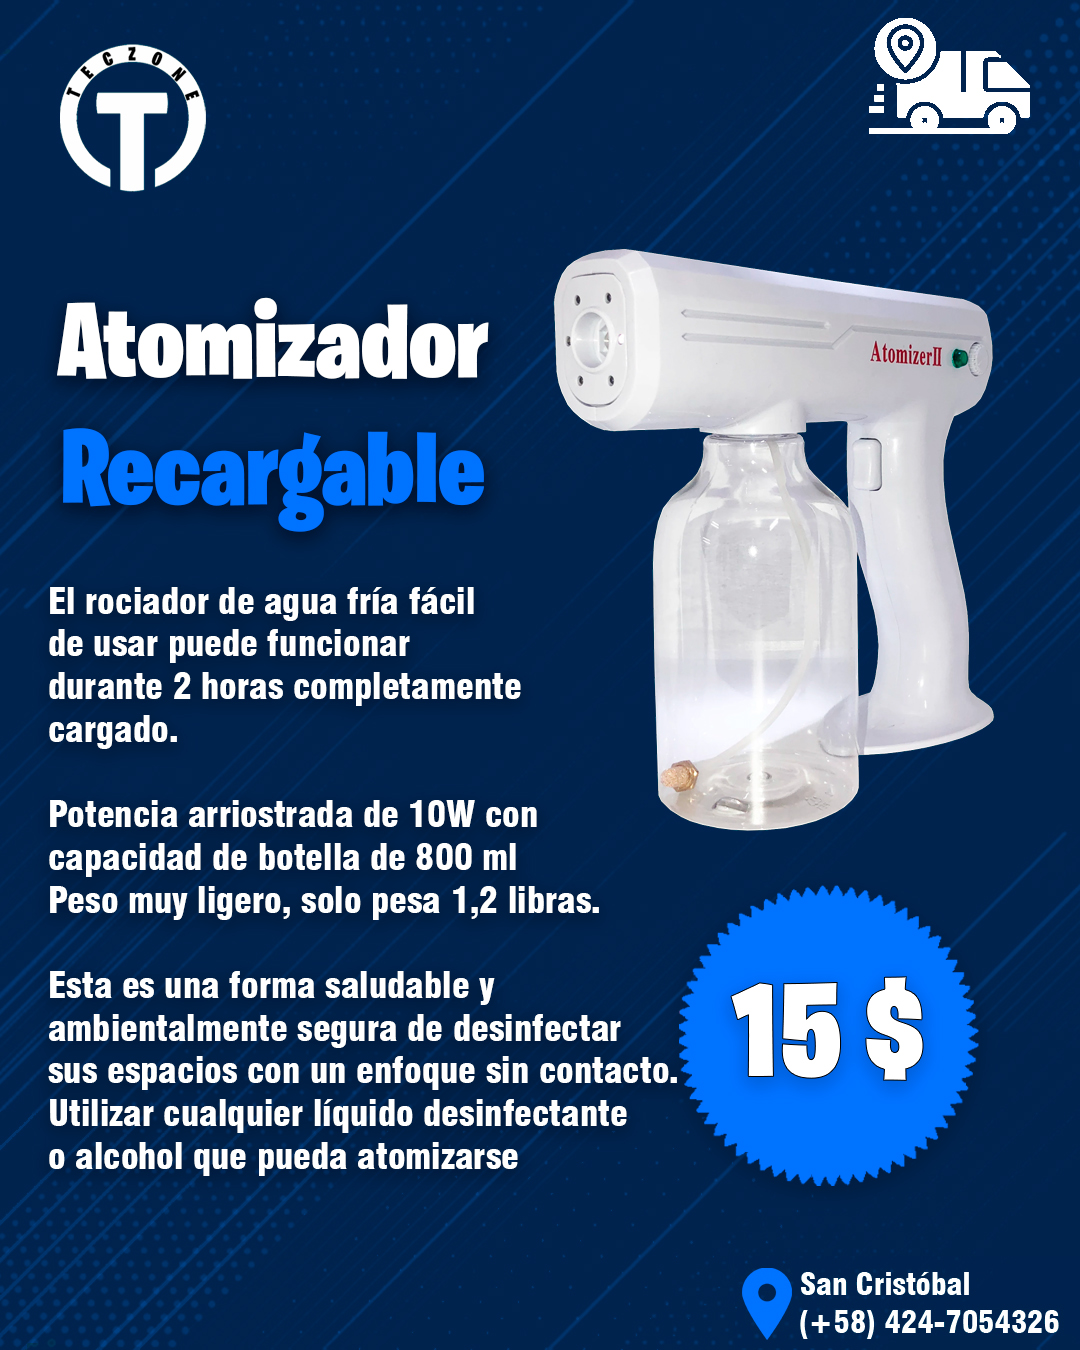 TECZONE
T
AtomizerII
Atomizador
Recargable
El rociador de agua fría fácil
de usar puede funcionar
durante 2 horas completamente
cargado.
Potencia arriostrada de 10W con
capacidad de botella de 800 ml
Peso muy ligero, solo pesa 1,2 libras.
Esta es una forma saludable y
ambientalmente segura de desinfectar
sus espacios con un enfoque sin contacto.
Utilizar cualquier líquido desinfectante
o alcohol que pueda atomizarse
15 $
San Cristóbal
(+58) 424-7054326